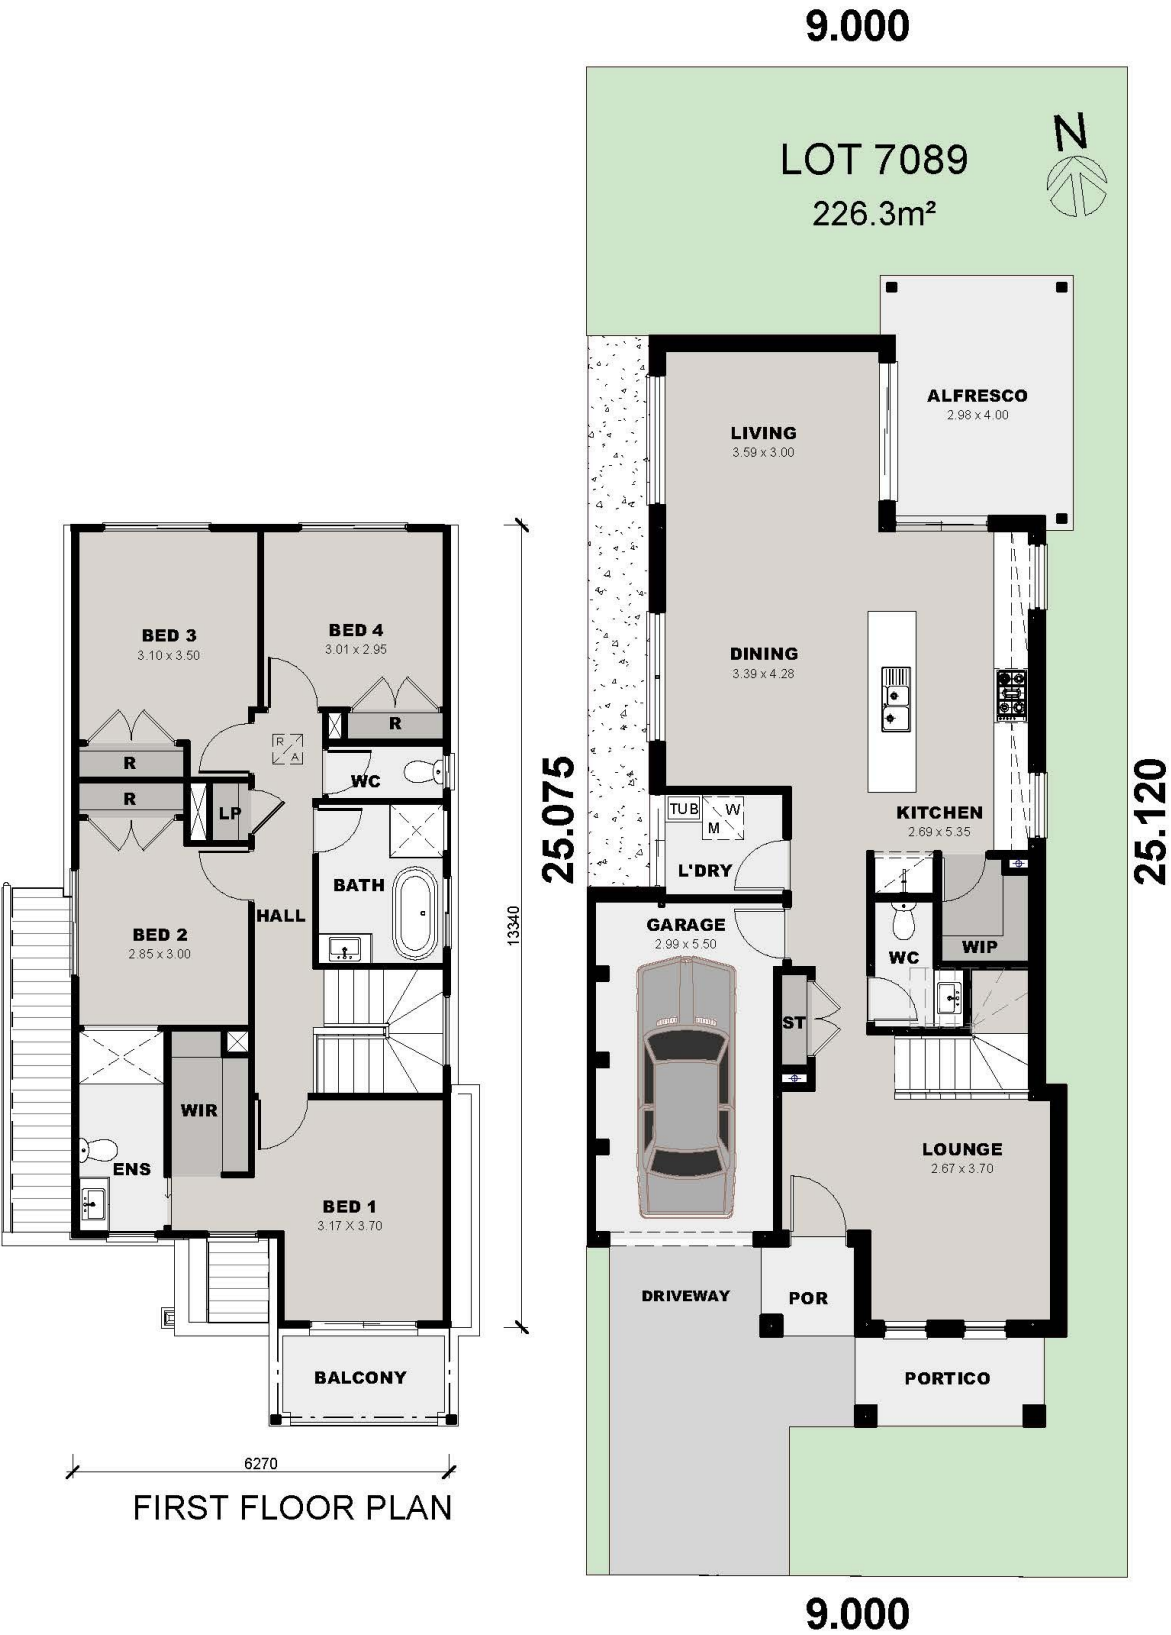 9.000
N
LOT 7089
226.3m²
ALFRESCO
2.98 x 4.00
LIVING
3.59 x 3.00
DINING
3.39 x 4.28
KITCHEN
2.69 x 5.35
TUB
W
M
L'DRY
GARAGE
2.99 x 5.50
WC
WIP
ST
LOUNGE
2.67 x 3.70
DRIVEWAY
POR
PORTICO
25.075
25.120
9.000
BED 3
3.10 x 3.50
BED 4
3.01 x 2.95
R
R
R
A
WC
R
LP
BATH
HALL
BED 2
2.85 x 3.00
WIR
ENS
BED 1
3.17 X 3.70
BALCONY
13340
6270
FIRST FLOOR PLAN